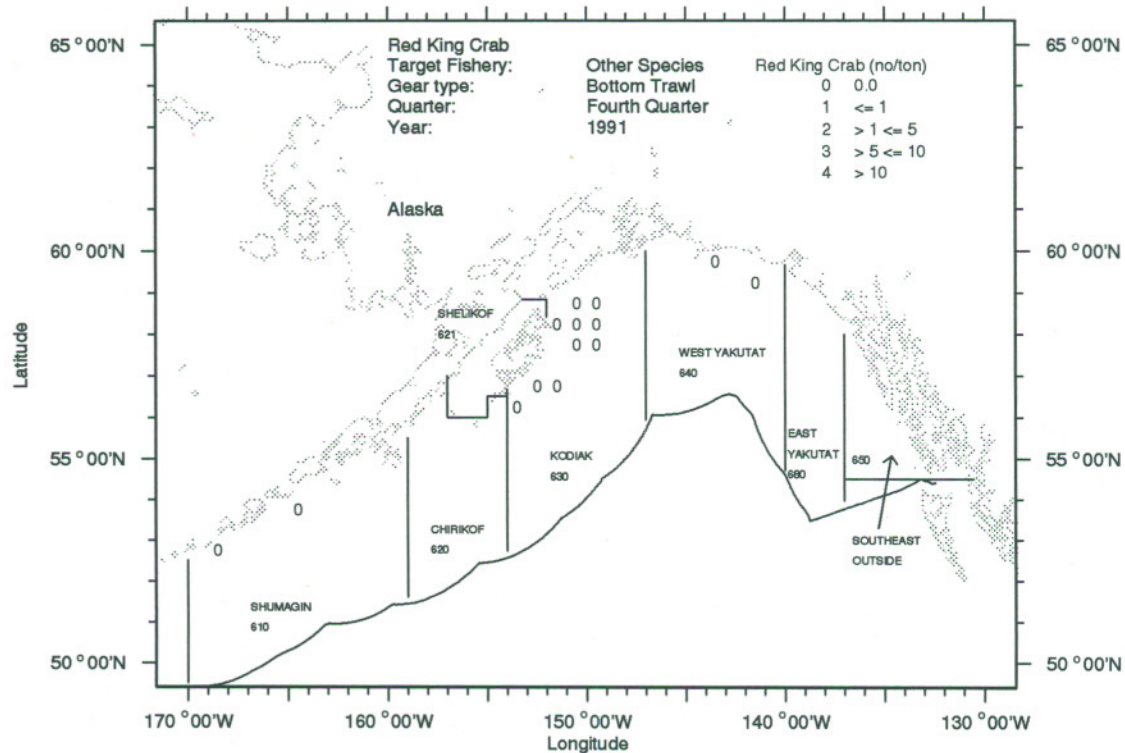 65 °00'N
65 °00'N
Red King Crab
Target Fishery: Other Species
Gear type: Bottom Trawl
Quarter: Fourth Quarter
Year: 1991
Red King Crab (no/ton)
0 0.0
1 <= 1
2 > 1 <= 5
3 > 5 <= 10
4 > 10
Alaska
60 °00'N
60 °00'N
0
0
SHELIKOF
621
0 0
0 0 0
0 0
0 0
0
WEST YAKUTAT
640
Latitude
EAST
YAKUTAT
680
650
KODIAK
630
55 °00'N
55 °00'N
0
0
CHIRIKOF
620
SOUTHEAST
OUTSIDE
SHUMAGIN
610
50 °00'N
50 °00'N
170 °00'W 160 °00'W 150 °00'W 140 °00'W 130 °00'W
Longitude